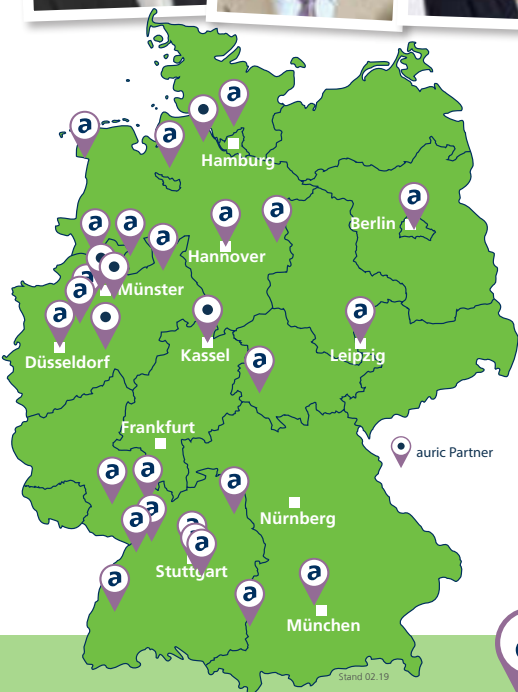 a
a
a
Hamburg
a
Berlin
a
a
a
a
a
Hannover
a
a
Münster
a
a
Düsseldorf
Kassel
a
Leipzig
a
Frankfurt
auric Partner
a
a
a
a
a
Nürnberg
a
a
Stuttgart
a
a
a
München
Stand 02.19